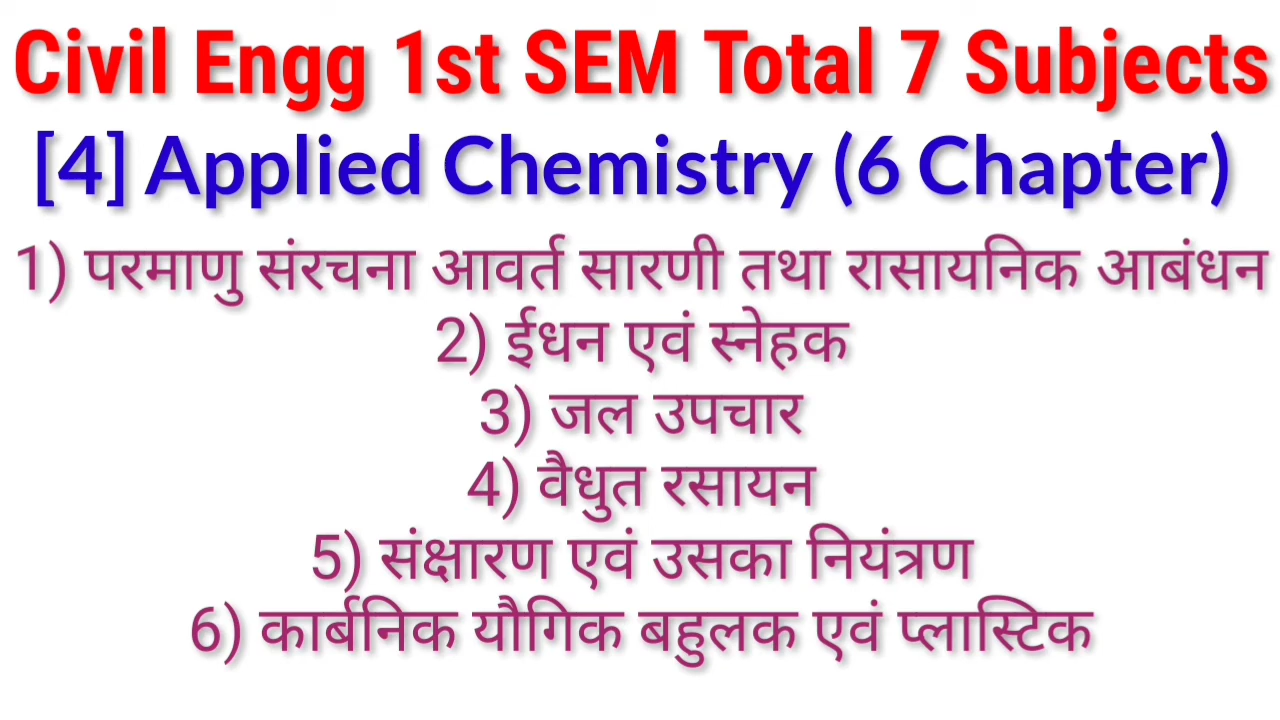 Civil Engg 1st SEM Total 7 Subjects
[4] Applied Chemistry (6 Chapter)
1) परमाणु संरचना आवर्त सारणी तथा रासायनिक आबंधन
2) ईधन एवं स्नेहक
3) जल उपचार
4) वैधुत रसायन
5) संक्षारण एवं उसका नियंत्रण
6) कार्बनिक यौगिक बहुलक एवं प्लास्टिक